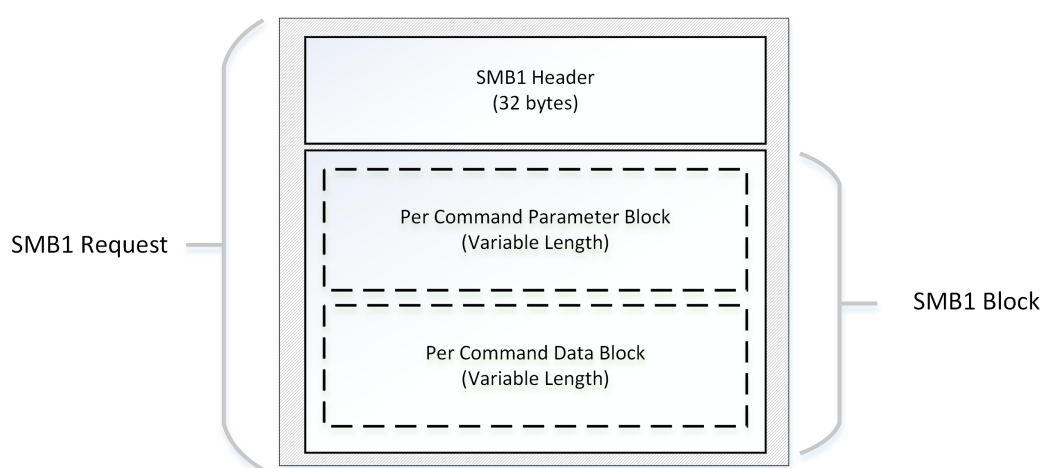 SMB1 Header
(32 bytes)
Per Command Parameter Block
(Variable Length)
SMB1 Request
SMB1 Block
Per Command Data Block
(Variable Length)